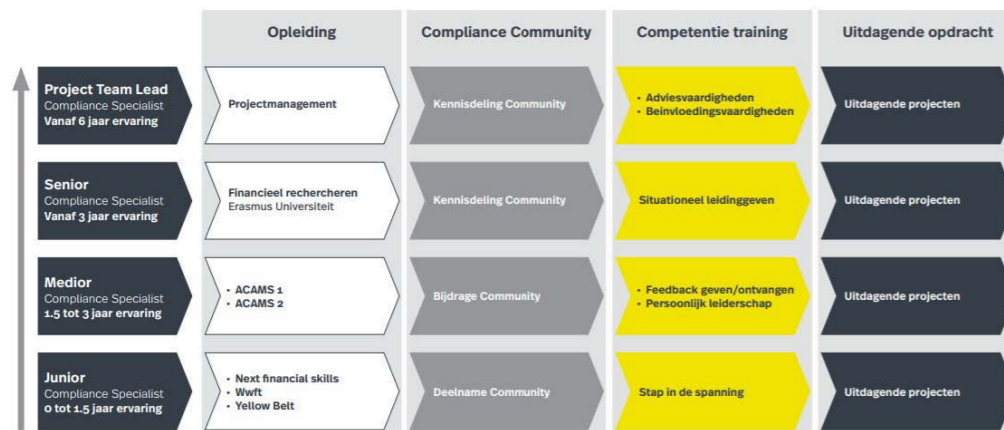 Opleiding
Compliance Community
Competentie training
Uitdagende opdracht
Project Team Lead
Compliance Specialist
Vanaf 6 jaar ervaring
Projectmanagement
Kennisdeling Community
• Adviesvaardigheden
• Beinvloedingsvaardigheden
Uitdagende projecten
Senior
Compliance Specialist
Vanaf 3 jaar ervaring
Financieel rechercheren
Erasmus Universiteit
Kennisdeling Community
Situationeel leidinggeven
Uitdagende projecten
Medior
Compliance Specialist
1.5 tot 3 jaar ervaring
• ACAMS 1
• ACAMS 2
Bijdrage Community
• Feedback geven/ontvangen
• Persoonlijk leiderschap
Uitdagende projecten
Junior
Compliance Specialist
0 tot 1.5 jaar ervaring
• Next financial skills
• Wwft
• Yellow Belt
Deelname Community
Stap in de spanning
Uitdagende projecten